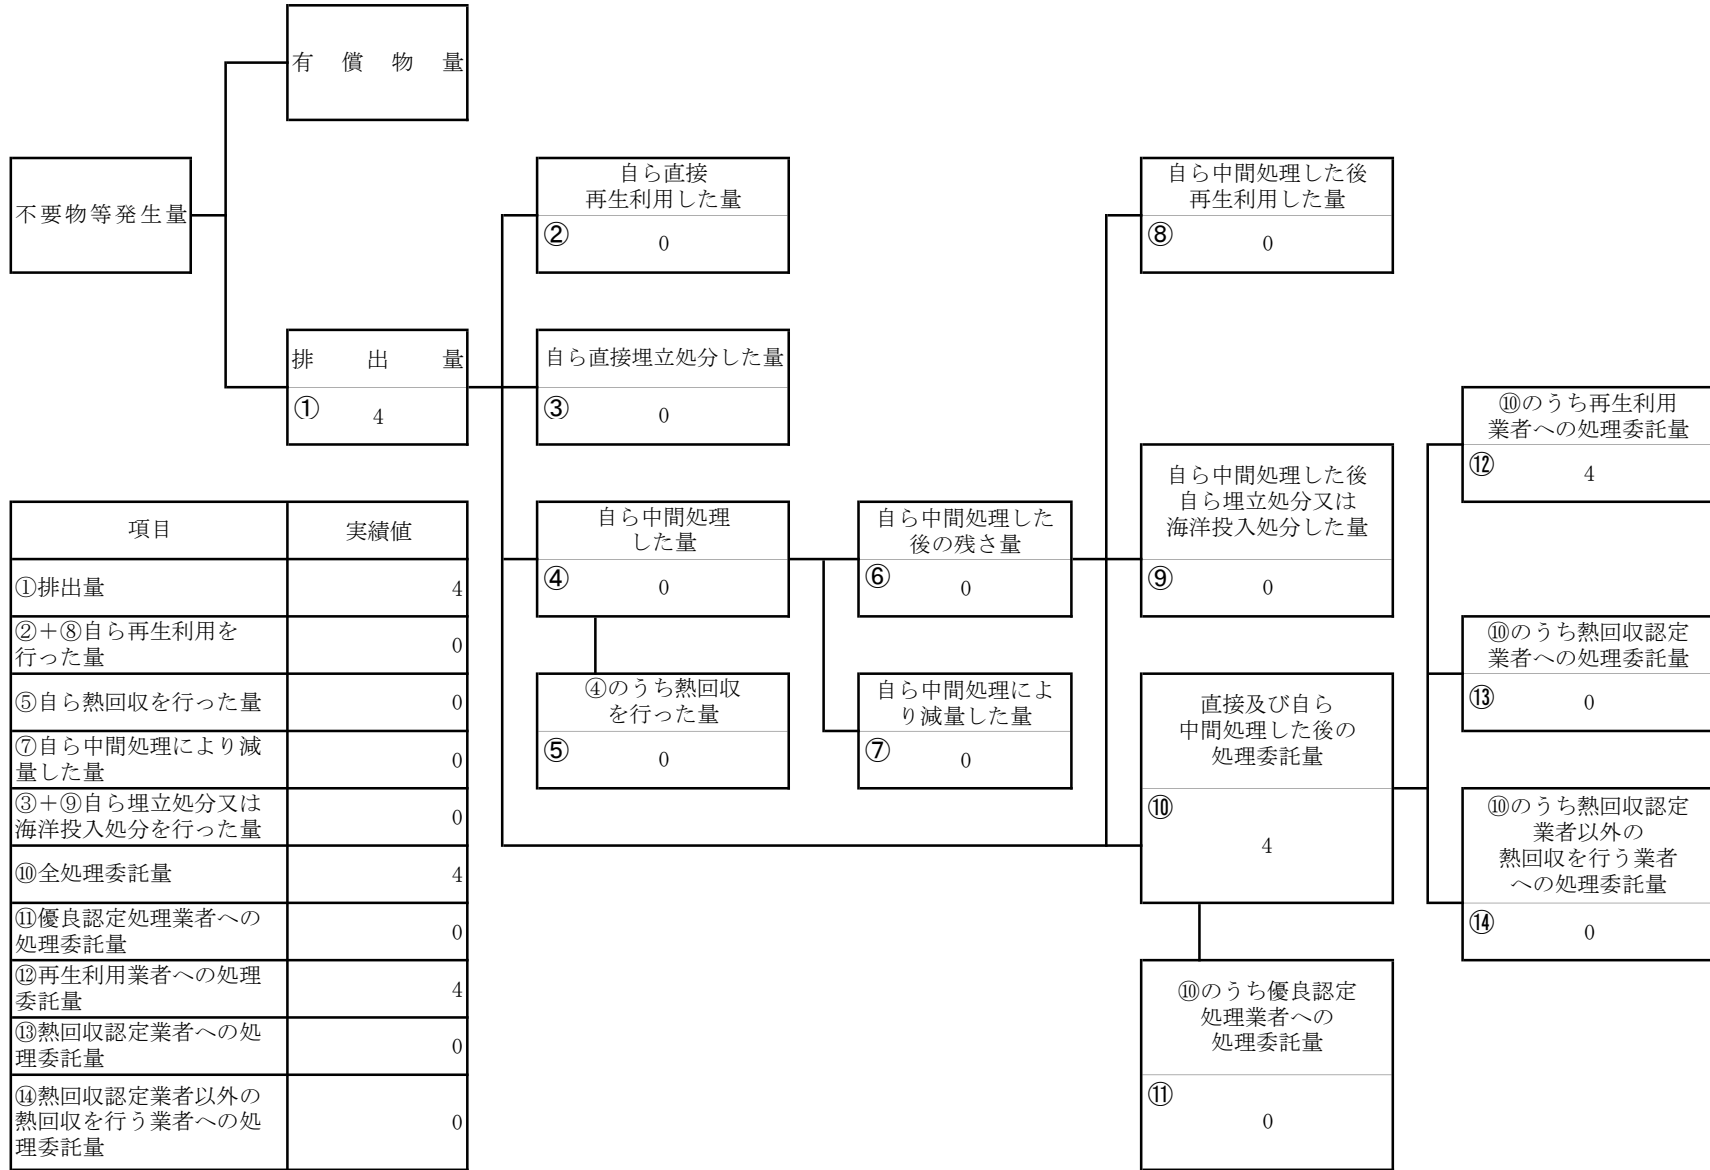 有償物量
不要物等発生量
自ら直接
再生利用した量
② 0
自ら中間処理した後
再生利用した量
⑧ 0
排出量
① 4
自ら直接埋立処分した量
③ 0
⑩のうち再生利用
業者への処理委託量
⑫ 4
自ら中間処理
した量
④ 0
自ら中間処理した
後の残さ量
⑥ 0
自ら中間処理した後
自ら埋立処分又は
海洋投入処分した量
⑨ 0
⑩のうち熱回収認定
業者への処理委託量
⑬ 0
④のうち熱回収
を行った量
⑤ 0
自ら中間処理によ
り減量した量
⑦ 0
直接及び自ら
中間処理した後の
処理委託量
⑩
4
⑩のうち熱回収認定
業者以外の
熱回収を行う業者
への処理委託量
⑭ 0
⑩のうち優良認定
処理業者への
処理委託量
⑪
0
項目 実績値
①排出量 4
②+⑧自ら再生利用を
行った量 0
⑤自ら熱回収を行った量 0
⑦自ら中間処理により減
量した量 0
③+⑨自ら埋立処分又は
海洋投入処分を行った量 0
⑩全処理委託量 4
⑪優良認定処理業者への
処理委託量 0
⑫再生利用業者への処理
委託量 4
⑬熱回収認定業者への処
理委託量 0
⑭熱回収認定業者以外の
熱回収を行う業者への処
理委託量 0